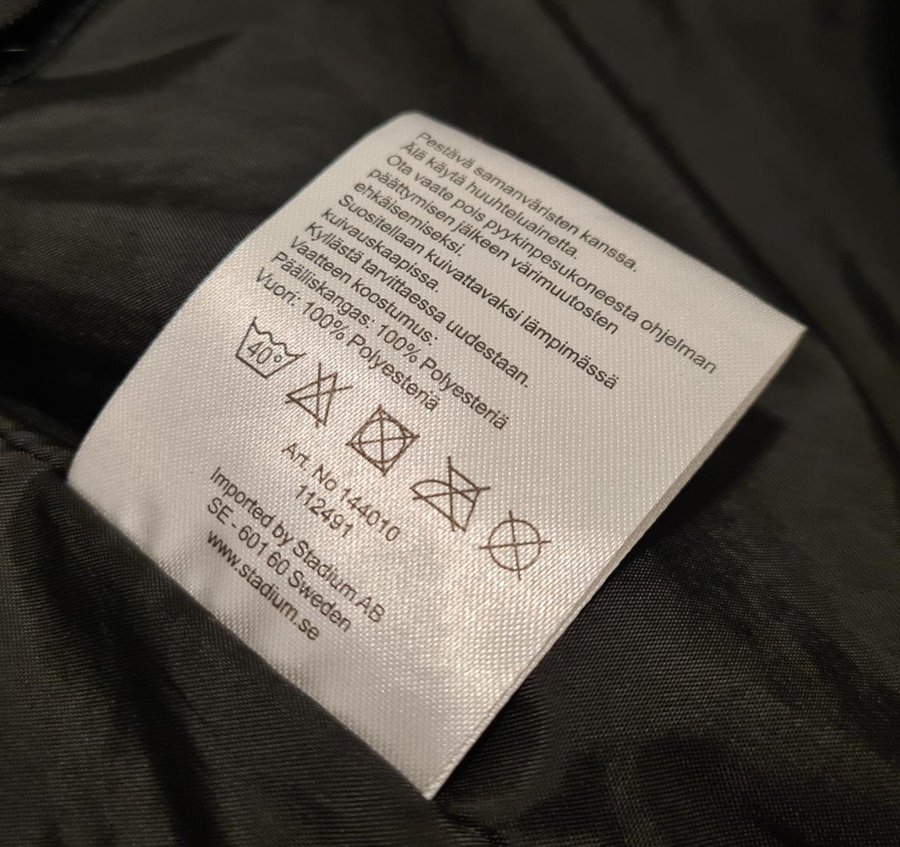 Pestävä samanväristen kanssa.
Älä käytä huuhteluainetta.
Ota vaate pois pyykinpesukoneesta ohjelman
päättymisen jälkeen värimuutosten
ehkäisemiseksi.
Suositellaan kuivattavaksi lämpimässä
kuivauskaapissa.
Kyllästä tarvittaessa uudestaan.
Vaatteen koostumus:
Päälliskangas: 100% Polyesteriä
Vuori: 100% Polyesteriä
40°
Art. No 144010
112491
Imported by Stadium AB
SE - 601 60 Sweden
www.stadium.se